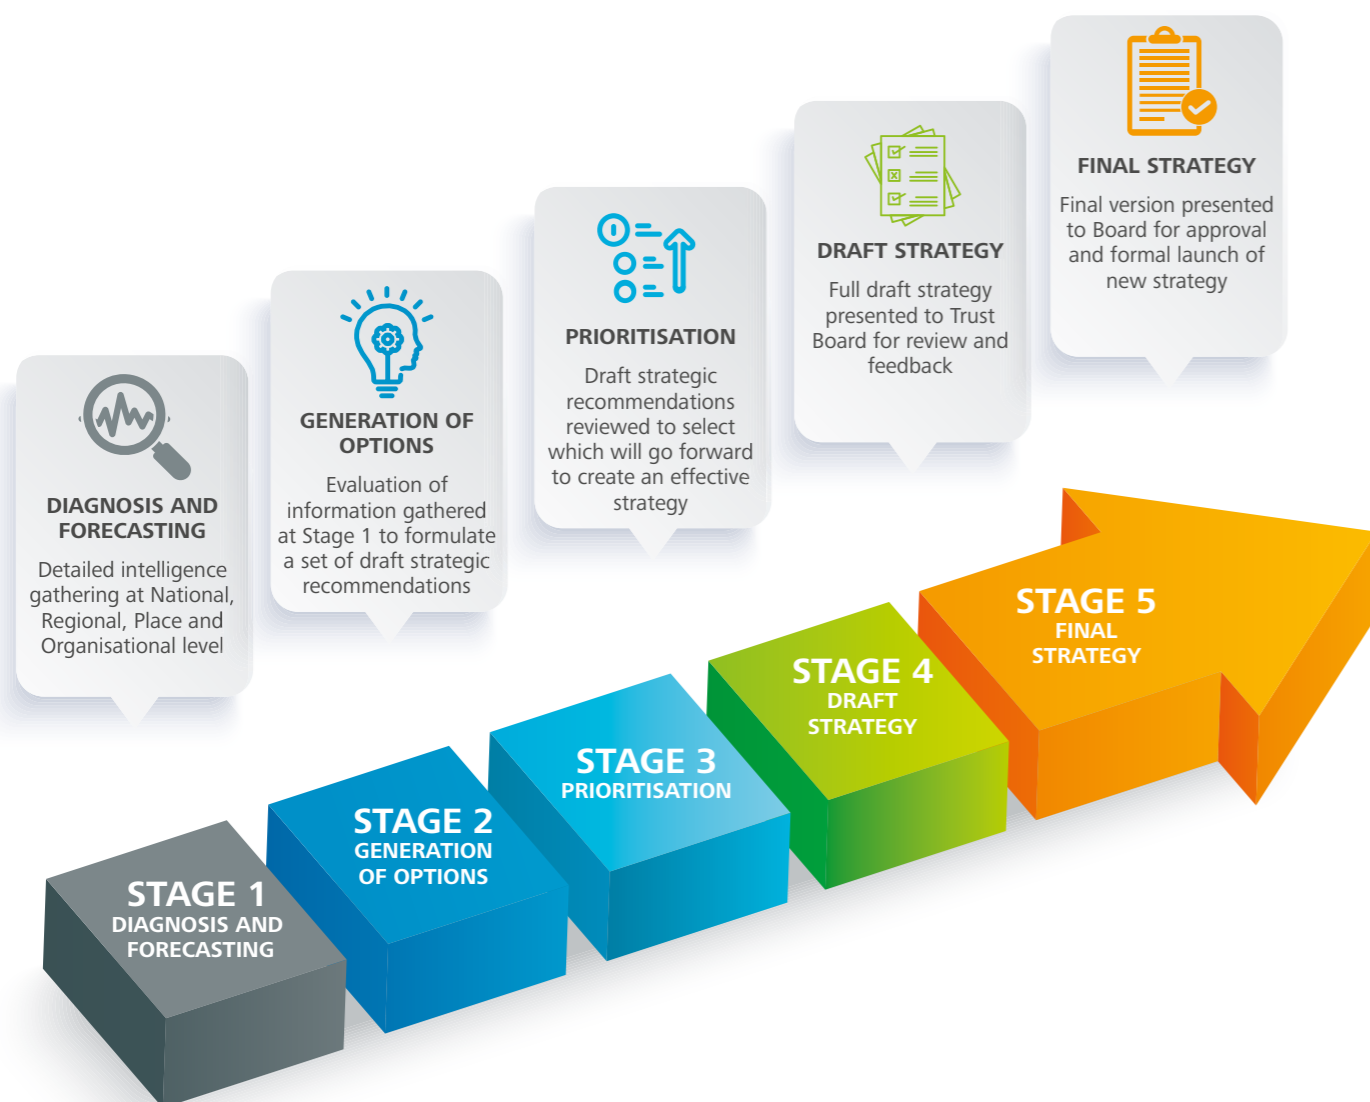 DIAGNOSIS AND
FORECASTING
Detailed intelligence
gathering at National,
Regional, Place and
Organisational level
GENERATION OF
OPTIONS
Evaluation of
information gathered
at Stage 1 to formulate
a set of draft strategic
recommendations
PRIORITISATION
Draft strategic
recommendations
reviewed to select
which will go forward
to create an effective
strategy
DRAFT STRATEGY
Full draft strategy
presented to Trust
Board for review and
feedback
FINAL STRATEGY
Final version presented
to Board for approval
and formal launch of
new strategy
STAGE 1
DIAGNOSIS AND
FORECASTING
STAGE 2
GENERATION
OF OPTIONS
STAGE 3
PRIORITISATION
STAGE 4
DRAFT
STRATEGY
STAGE 5
FINAL
STRATEGY